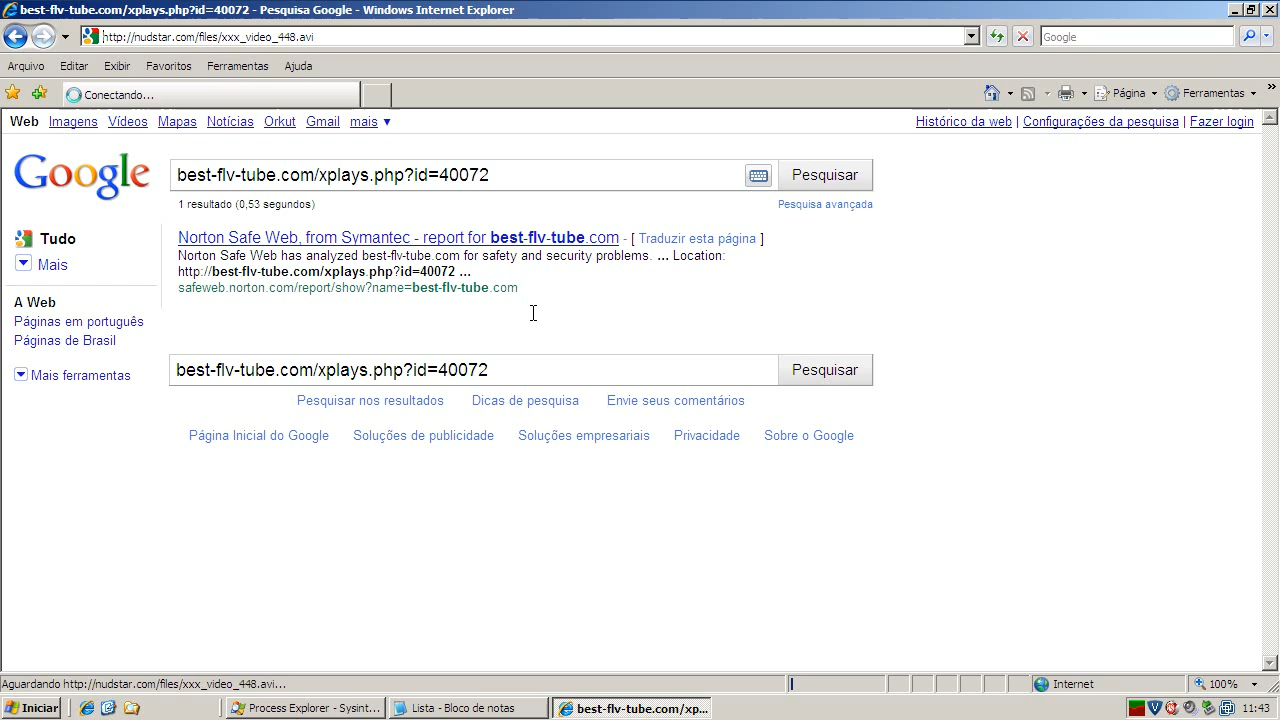 best-flv-tube.com/xplays.php?id=40072 - Pesquisa Google - Windows Internet Explorer
http://nudstar.com/files/xxx_video_448.avi
Google
Arquivo Editar Exibir Favoritos Ferramentas Ajuda
Conectando...
Página Ferramentas
Web Imagens Vídeos Mapas Notícias Orkut Gmail mais ▼
Histórico da web | Configurações da pesquisa | Fazer login
Google
best-flv-tube.com/xplays.php?id=40072
Pesquisar
1 resultado (0,53 segundos)
Pesquisa avançada
Tudo
Mais
A Web
Páginas em português
Páginas de Brasil
Mais ferramentas
Norton Safe Web, from Symantec - report for best-flv-tube.com - [ Traduzir esta página ]
Norton Safe Web has analyzed best-flv-tube.com for safety and security problems. ... Location:
http://best-flv-tube.com/xplays.php?id=40072 ...
safeweb.norton.com/report/show?name=best-flv-tube.com
best-flv-tube.com/xplays.php?id=40072
Pesquisar
Pesquisar nos resultados Dicas de pesquisa Envie seus comentários
Página Inicial do Google Soluções de publicidade Soluções empresariais Privacidade Sobre o Google
Aguardando http://nudstar.com/files/xxx_video_448.avi...
Internet
100%
Iniciar
Process Explorer - Sysint...
Lista - Bloco de notas
best-flv-tube.com/xp...
11:43